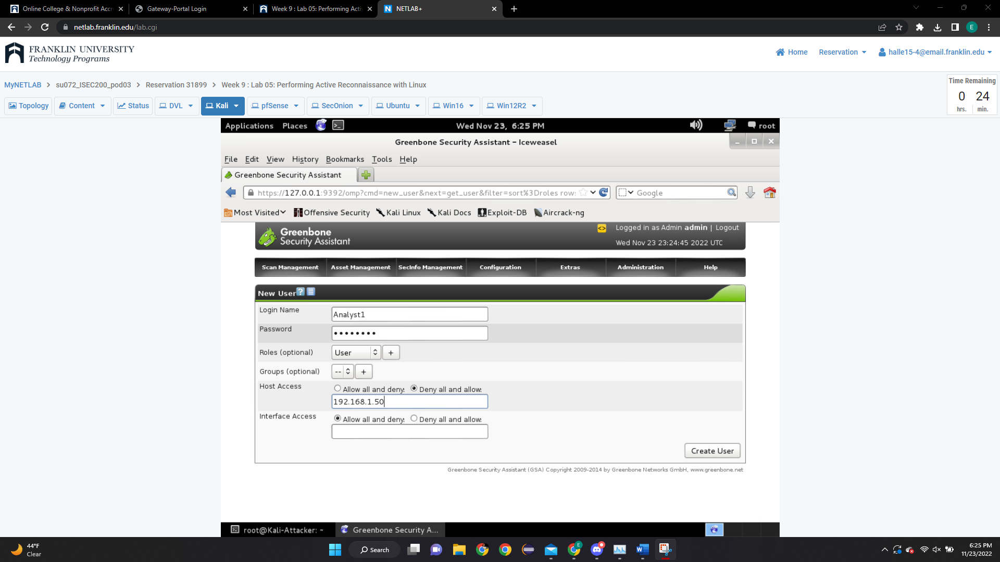 Online College & Nonprofit Accr
Gateway-Portal Login
Week 9 : Lab 05: Performing Acti
NETLAB+
netlab.franklin.edu/lab.cgi
E
FRANKLIN UNIVERSITY
Technology Programs
Home
Reservation
halle15-4@email.franklin.edu
MyNETLAB > su072_ISEC200_pod03 > Reservation 31899 > Week 9 : Lab 05: Performing Active Reconnaissance with Linux
Time Remaining
0 24
hrs. min.
Topology
Content
Status
DVL
Kali
pfSense
SecOnion
Ubuntu
Win16
Win12R2
Applications Places
Wed Nov 23, 6:25 PM
root
Greenbone Security Assistant - Iceweasel
File Edit View History Bookmarks Tools Help
Greenbone Security Assistant
https://127.0.0.1:9392/omp?cmd=new_user&next=get_user&filter=sort%3Droles row:
Google
Most Visited
Offensive Security
Kali Linux
Kali Docs
Exploit-DB
Aircrack-ng
Greenbone
Security Assistant
<>
Logged in as Admin admin | Logout
Wed Nov 23 23:24:45 2022 UTC
Scan Management
Asset Management
SecInfo Management
Configuration
Extras
Administration
Help
New User
?
Login Name
Analyst1
Password
••••••••
Roles (optional)
User
+
Groups (optional)
--
+
Host Access
Allow all and deny:
Deny all and allow:
192.168.1.50
Interface Access
Allow all and deny:
Deny all and allow:
Create User
Greenbone Security Assistant (GSA) Copyright 2009-2014 by Greenbone Networks GmbH, www.greenbone.net
root@Kali-Attacker: ~
Greenbone Security A...
44°F
Clear
Search
E
6:25 PM
11/23/2022